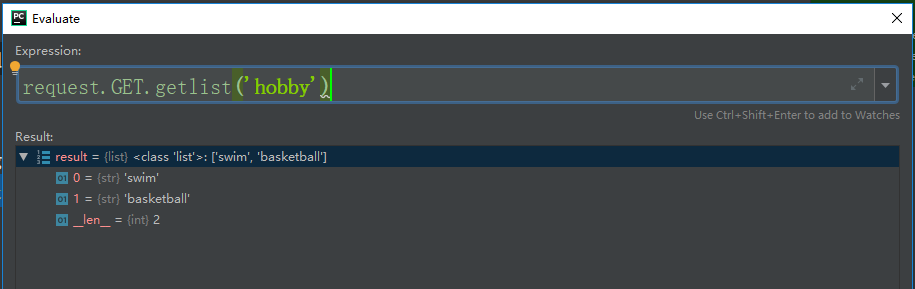 PC Evaluate
Expression:
request.GET.getlist('hobby')
Use Ctrl+Shift+Enter to add to Watches
Result:
result = {list} <class 'list'>: ['swim', 'basketball']
01 0 = {str} 'swim'
01 1 = {str} 'basketball'
01 __len__ = {int} 2